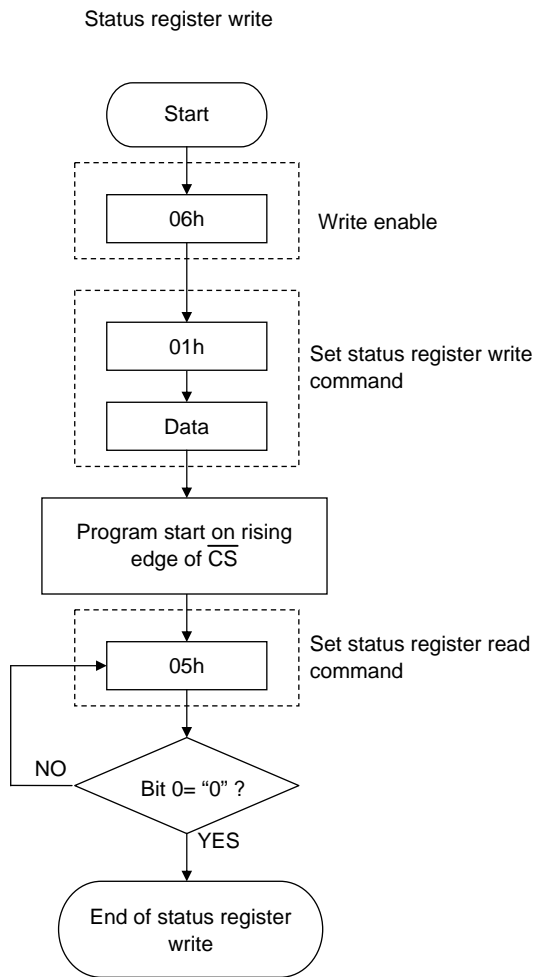 Status register write
Start
06h
Write enable
01h
Set status register write
command
Data
Program start on rising
edge of C̅S̅
Set status register read
command
05h
NO
Bit 0= “0” ?
YES
End of status register
write